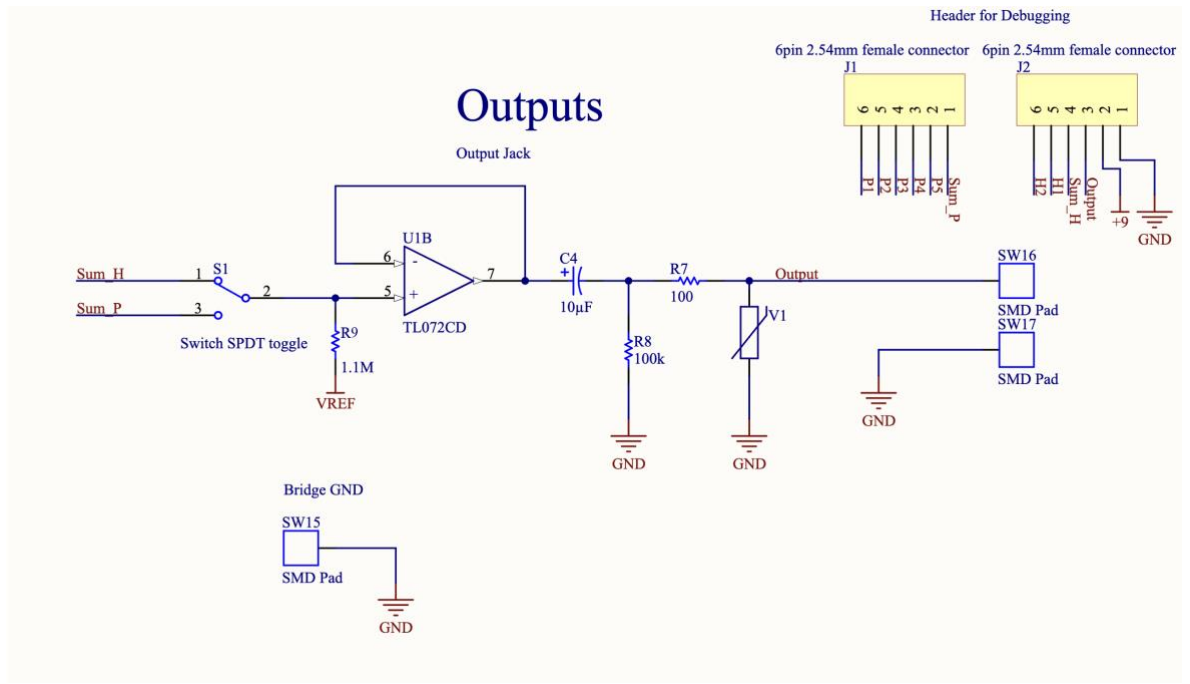 Header for Debugging
6pin 2.54mm female connector
6pin 2.54mm female connector
J1
J2
6 5 4 3 2 1
6 5 4 3 2 1
P1
P2
P3
P4
P5
Sum_P
H2
H1
Sum_H
Output
+9
GND
Outputs
Output Jack
U1B
6
-
5
+
7
TL072CD
Sum_H
1
S1
2
Sum_P
3
Switch SPDT toggle
R9
1.1M
VREF
C4
+
10µF
R7
100
R8
100k
GND
Output
V1
GND
SW16
SMD Pad
SW17
SMD Pad
GND
Bridge GND
SW15
SMD Pad
GND